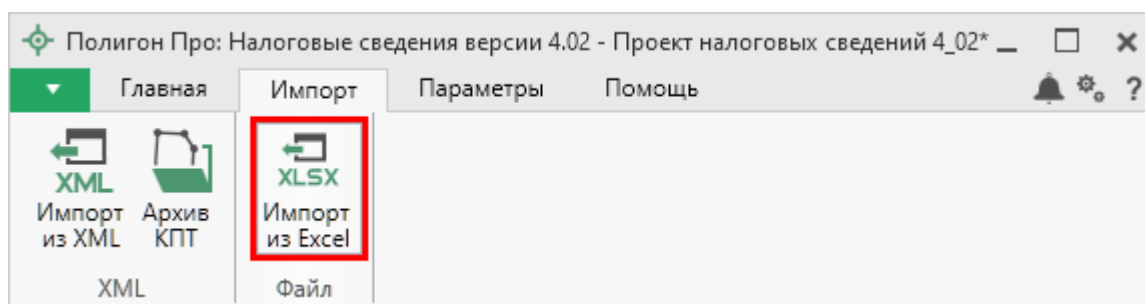 Полигон Про: Налоговые сведения версии 4.02 - Проект налоговых сведений 4_02*
Главная Импорт Параметры Помощь ?
XML XLSX
Импорт Архив Импорт
из XML КПТ из Excel
XML Файл